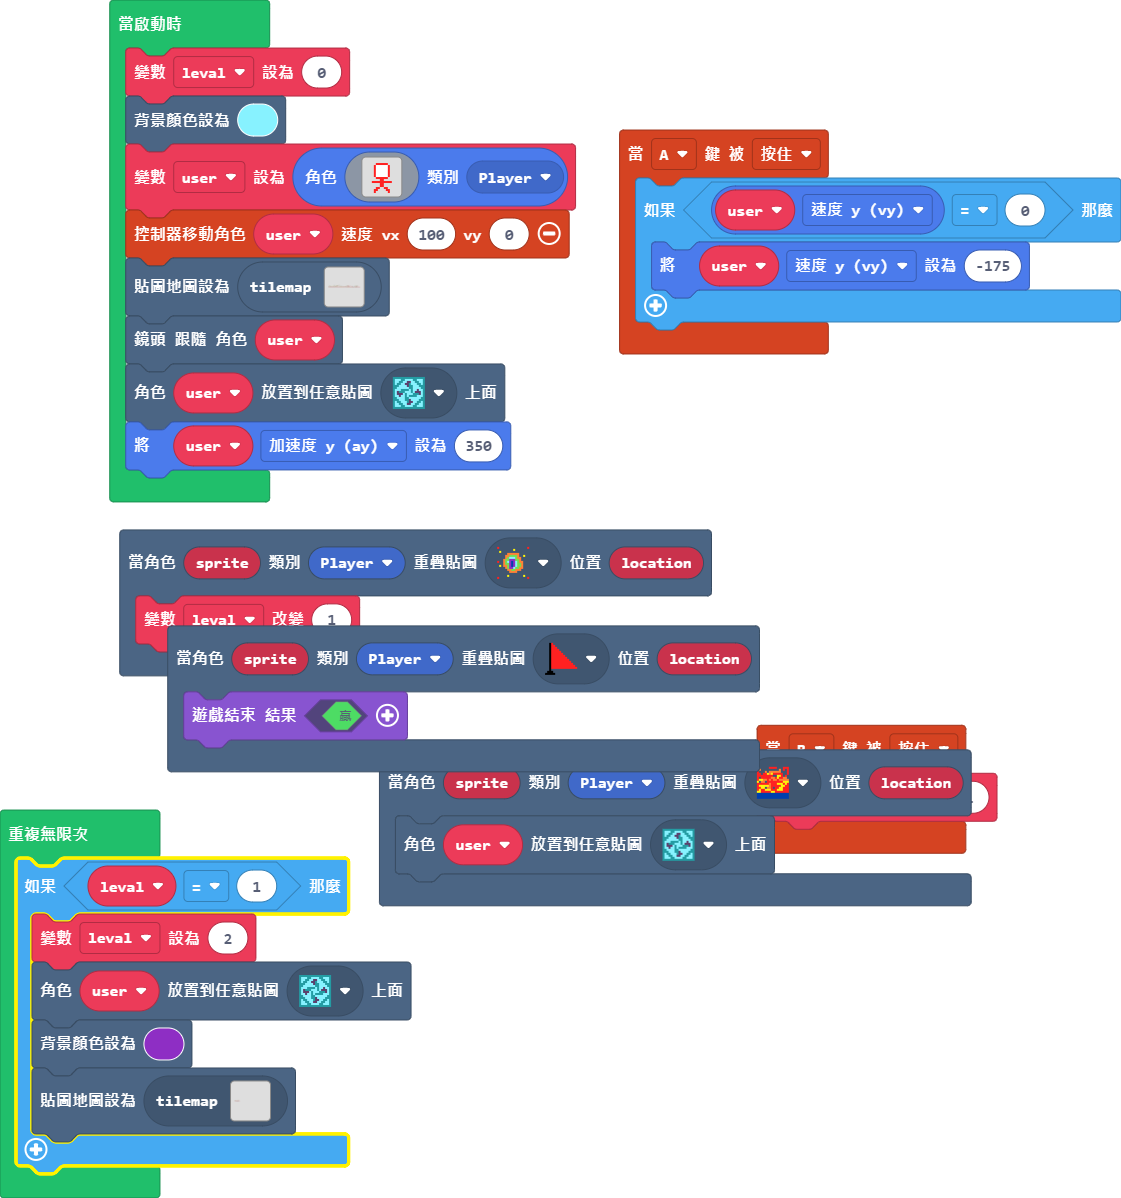 當啟動時
變數 leval 設為 0
背景顏色設為
變數 user 設為 角色 類別 Player
控制器移動角色 user 速度 vx 100 vy 0
貼圖地圖設為 tilemap
鏡頭 跟隨 角色 user
角色 user 放置到任意貼圖 上面
將 user 加速度 y (ay) 設為 350
當 A 鍵 被 按住
如果 user 速度 y (vy) = 0 那麼
將 user 速度 y (vy) 設為 -175
當角色 sprite 類別 Player 重疊貼圖 位置 location
變數 leval 改變 1
當角色 sprite 類別 Player 重疊貼圖 位置 location
遊戲結束 結果 贏
當 B 鍵 被 按住
當角色 sprite 類別 Player 重疊貼圖 位置 location
角色 user 放置到任意貼圖 上面
重複無限次
如果 leval = 1 那麼
變數 leval 設為 2
角色 user 放置到任意貼圖 上面
背景顏色設為
貼圖地圖設為 tilemap